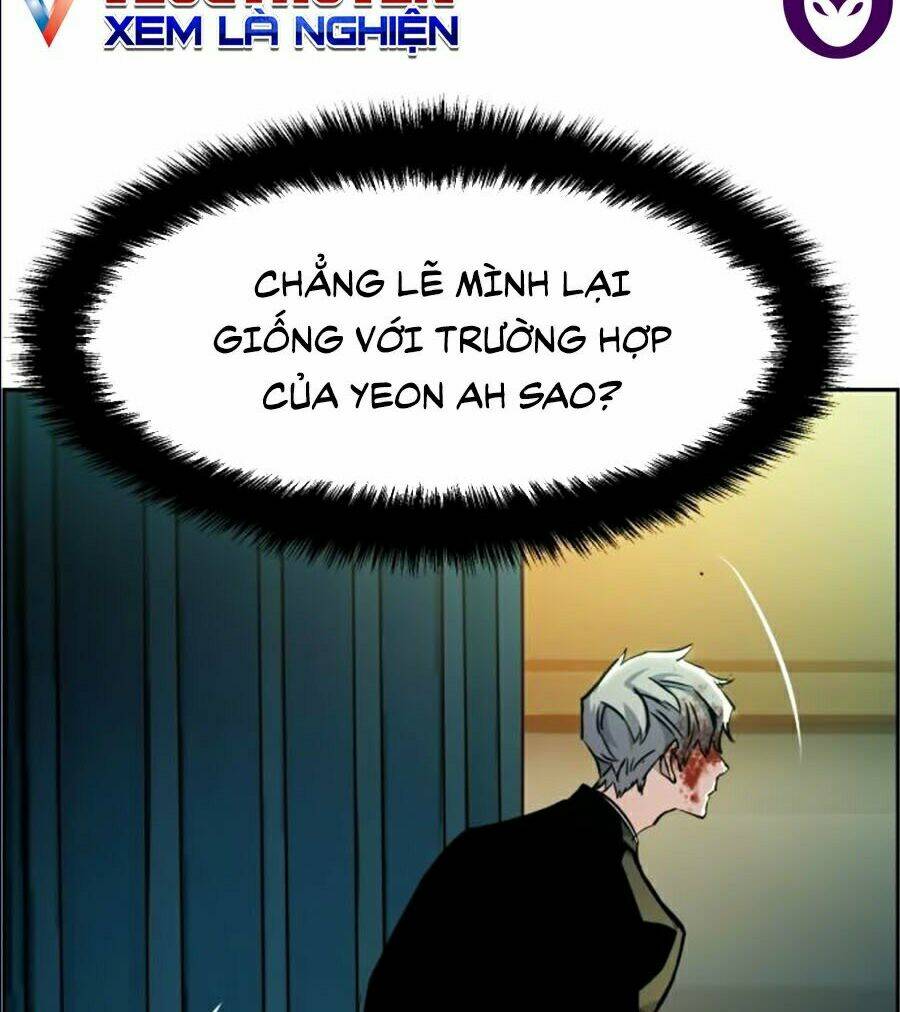 XEM LÀ NGHIỆN
CHẲNG LẼ MÌNH LẠI
GIỐNG VỚI TRƯỜNG HỢP
CỦA YEON AH SAO?